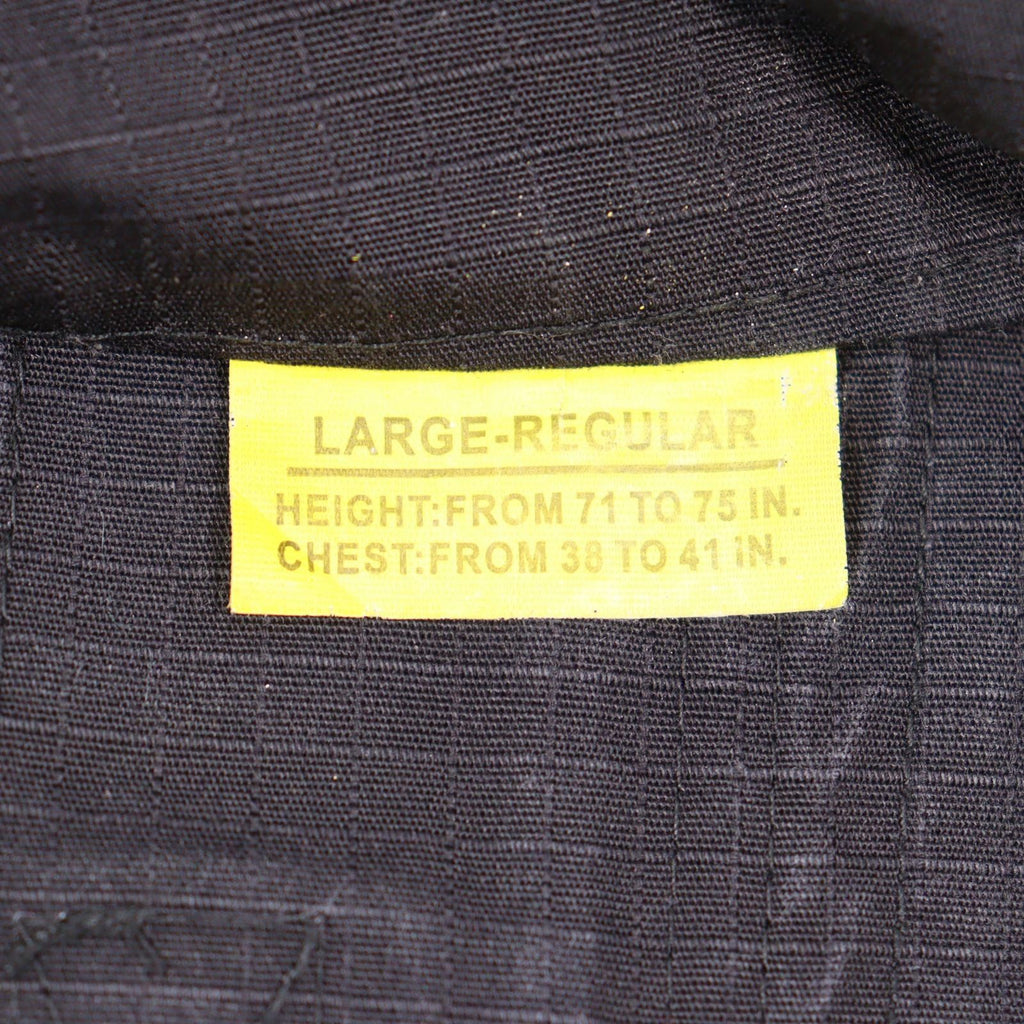 LARGE-REGULAR
HEIGHT:FROM 71 TO 75 IN.
CHEST:FROM 38 TO 41 IN.